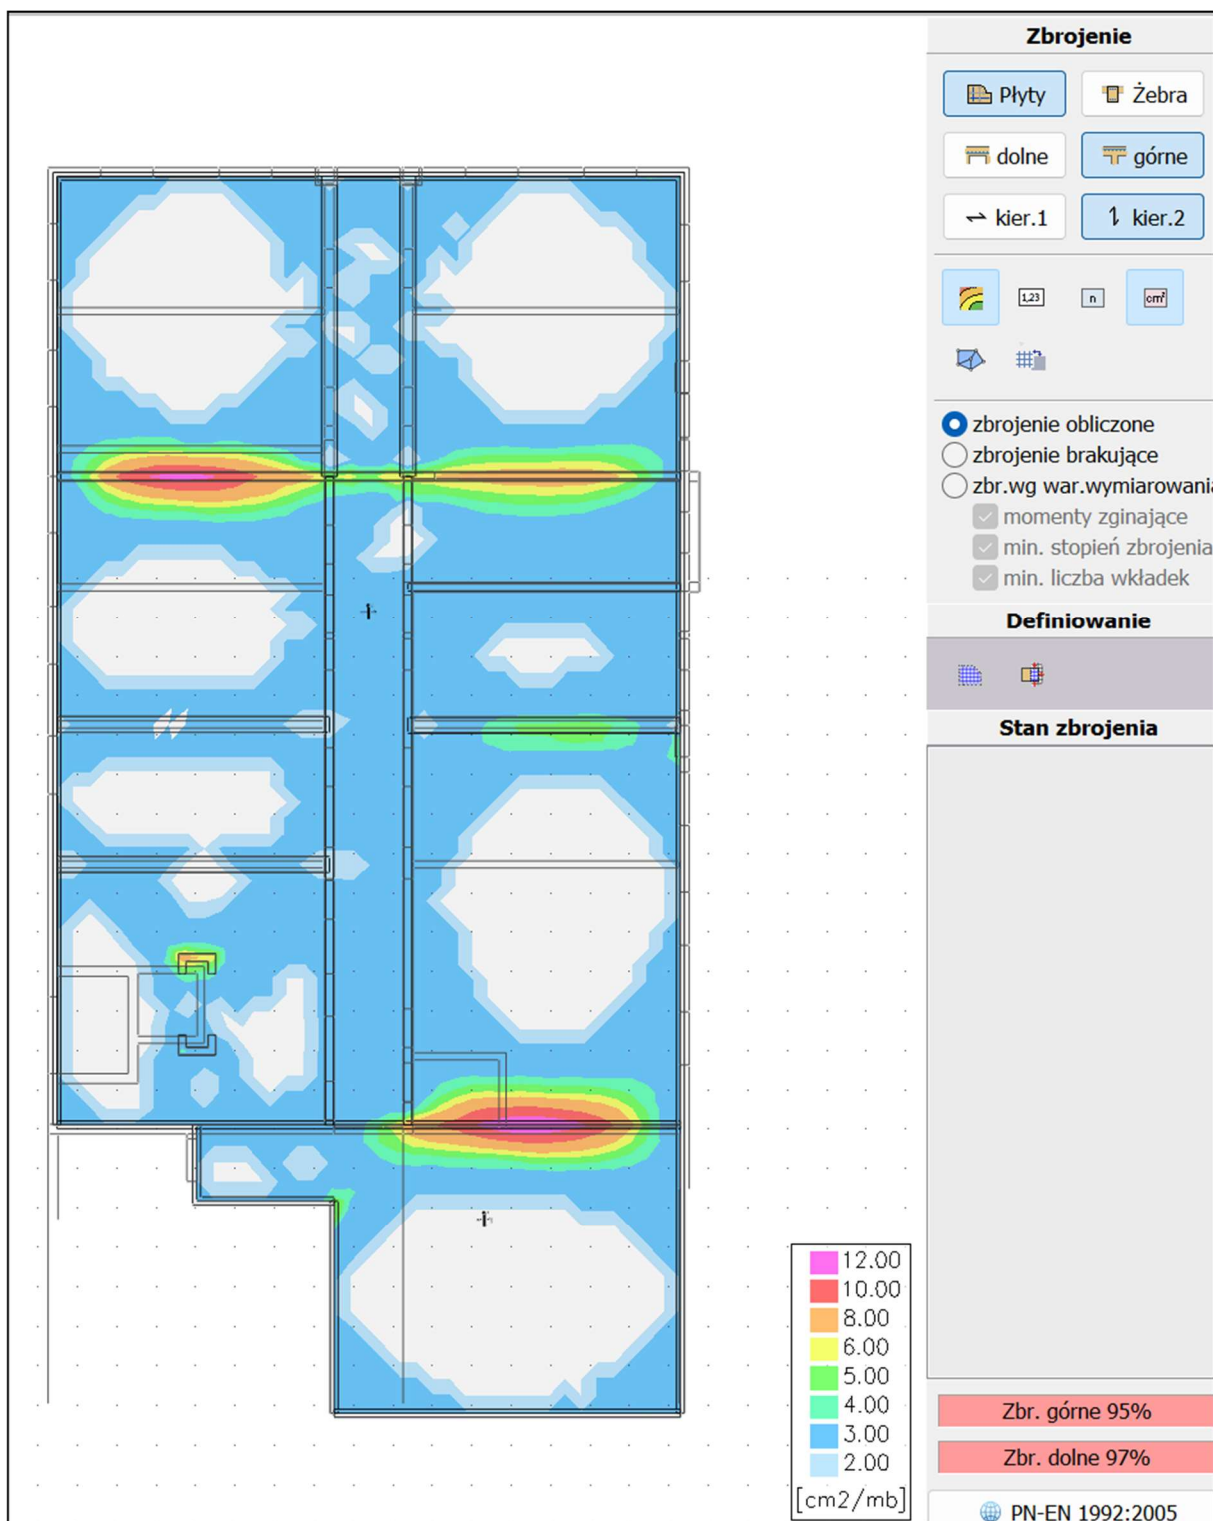 Zbrojenie
Płyty Żebra
dolne górne
kier.1 kier.2
1,23 n cm²
zbrojenie obliczone
zbrojenie brakujące
zbr.wg war.wymiarowania
momenty zginające
min. stopień zbrojenia
min. liczba wkładek
Definiowanie
Stan zbrojenia
12.00
10.00
8.00
6.00
5.00
4.00
3.00
2.00
[cm2/mb]
Zbr. górne 95%
Zbr. dolne 97%
PN-EN 1992:2005